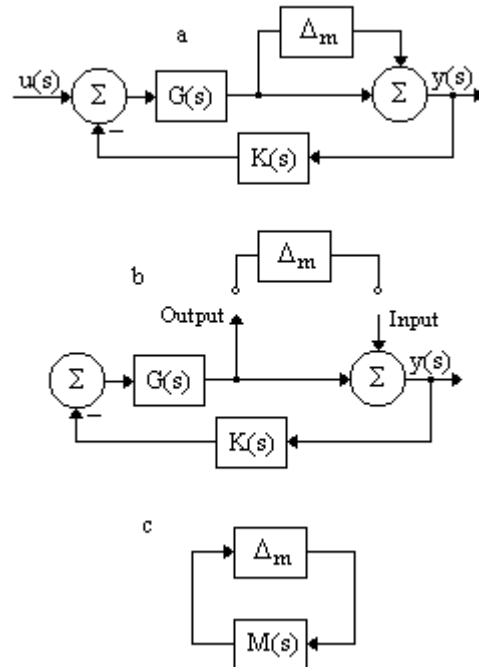 a
Δm
u(s)
Σ
G(s)
Σ
y(s)
−
K(s)
b
Δm
Output
Input
Σ
G(s)
Σ
y(s)
−
K(s)
c
Δm
M(s)